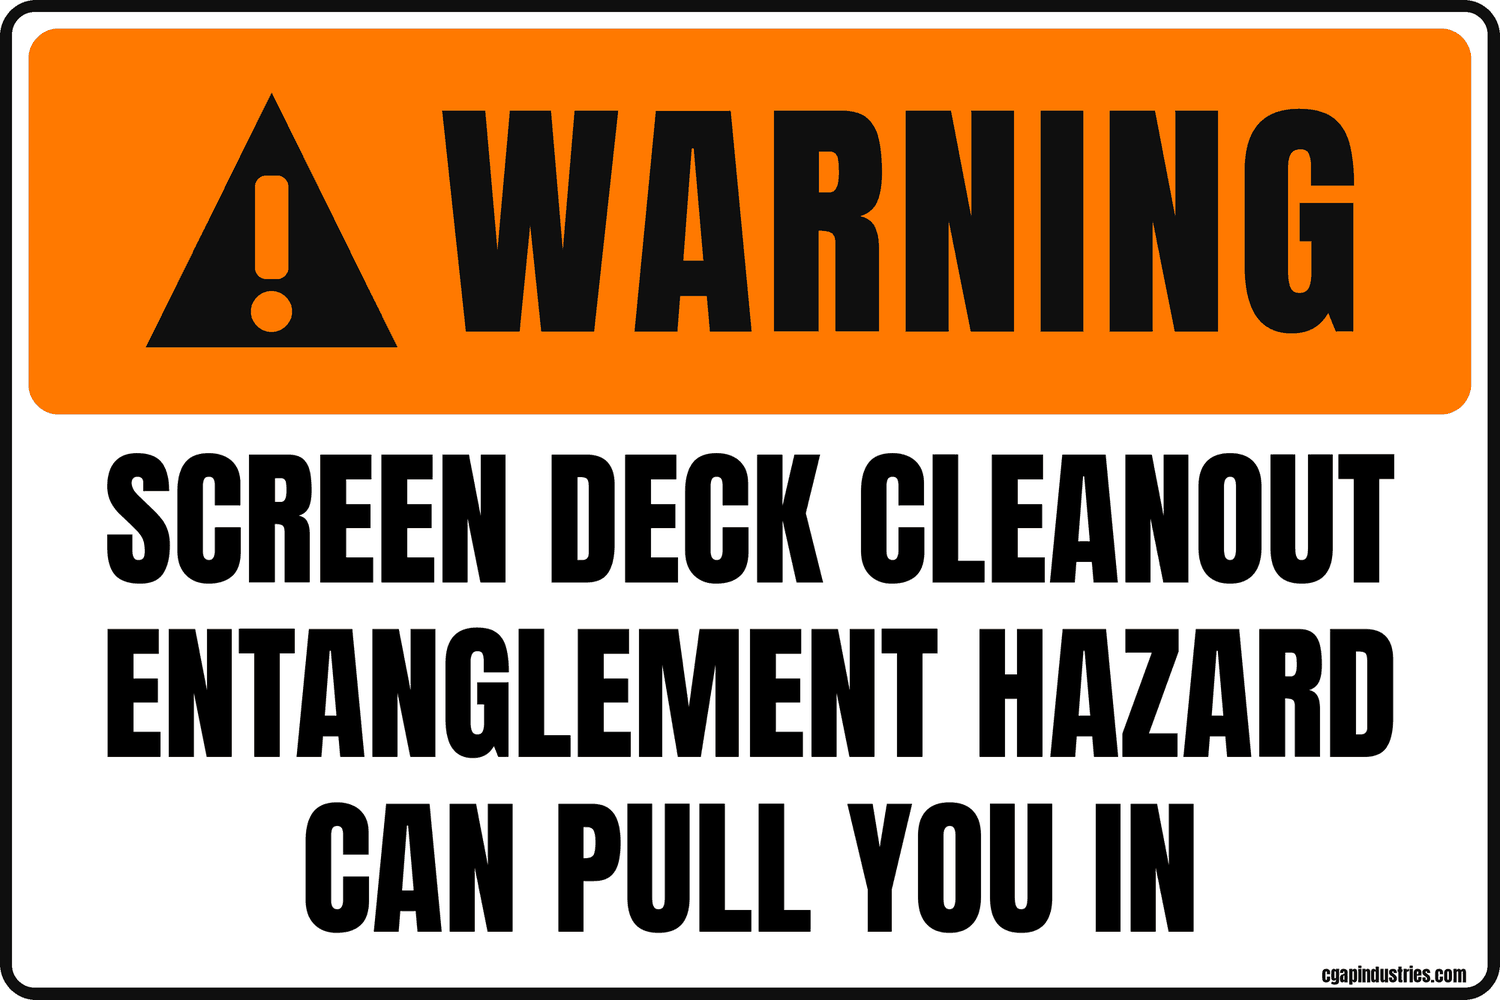 WARNING
SCREEN DECK CLEANOUT
ENTANGLEMENT HAZARD
CAN PULL YOU IN
cgapindustries.com